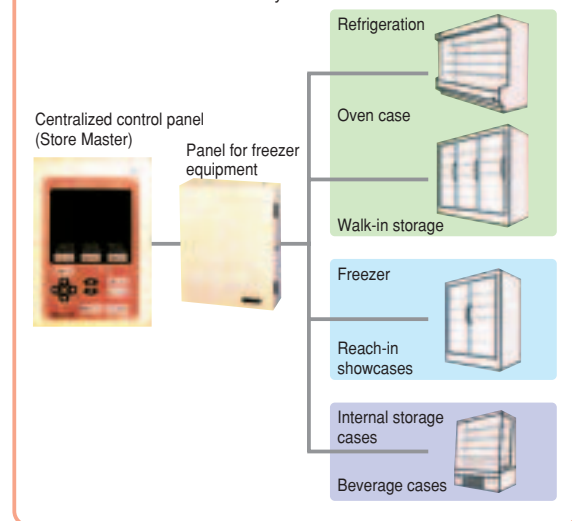 Refrigeration
Oven case
Walk-in storage
Centralized control panel
(Store Master)
Panel for freezer
equipment
Freezer
Reach-in
showcases
Internal storage
cases
Beverage cases